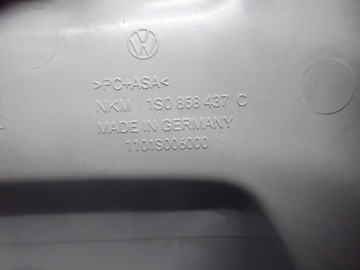 >PC+ASA<
NKM 1S0 868 437 C
MADE IN GERMANY
1101S006000